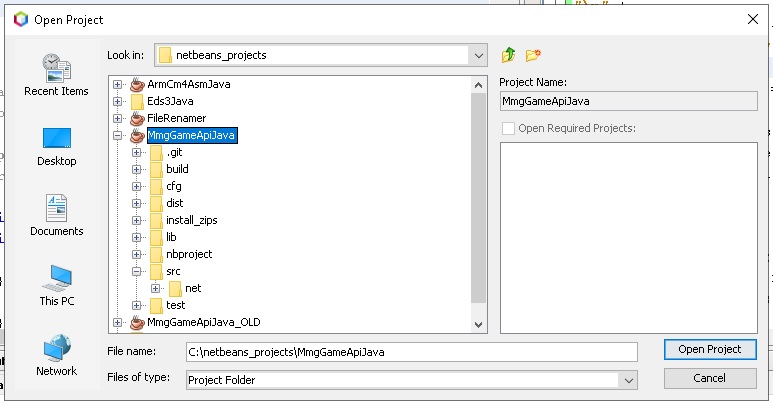 Open Project
Look in:
netbeans_projects
Recent Items
Desktop
Documents
This PC
Network
ArmCm4AsmJava
Eds3Java
FileRenamer
MmgGameApiJava
.git
build
cfg
dist
install_zips
lib
nbproject
src
net
test
MmgGameApiJava_OLD
Project Name:
MmgGameApiJava
Open Required Projects:
File name:
C:\netbeans_projects\MmgGameApiJava
Open Project
Files of type:
Project Folder
Cancel